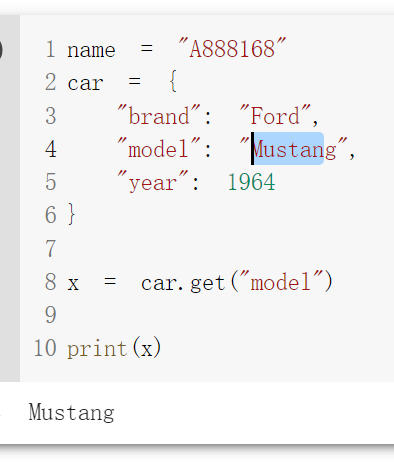 1 name = "A888168"
2 car = {
3     "brand": "Ford",
4     "model": "Mustang",
5     "year": 1964
6 }
7
8 x = car.get("model")
9
10 print(x)
Mustang